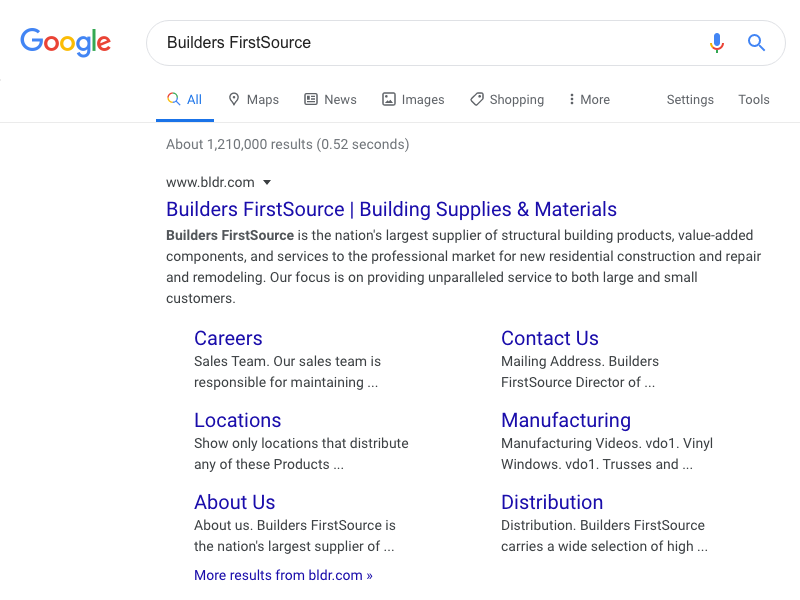 Google
Builders FirstSource
All Maps News Images Shopping More Settings Tools
About 1,210,000 results (0.52 seconds)
www.bldr.com
Builders FirstSource | Building Supplies & Materials
Builders FirstSource is the nation's largest supplier of structural building products, value-added
components, and services to the professional market for new residential construction and repair
and remodeling. Our focus is on providing unparalleled service to both large and small
customers.
Careers
Sales Team. Our sales team is
responsible for maintaining ...
Contact Us
Mailing Address. Builders
FirstSource Director of ...
Locations
Show only locations that distribute
any of these Products ...
Manufacturing
Manufacturing Videos. vdo1. Vinyl
Windows. vdo1. Trusses and ...
About Us
About us. Builders FirstSource is
the nation's largest supplier of ...
Distribution
Distribution. Builders FirstSource
carries a wide selection of high ...
More results from bldr.com »